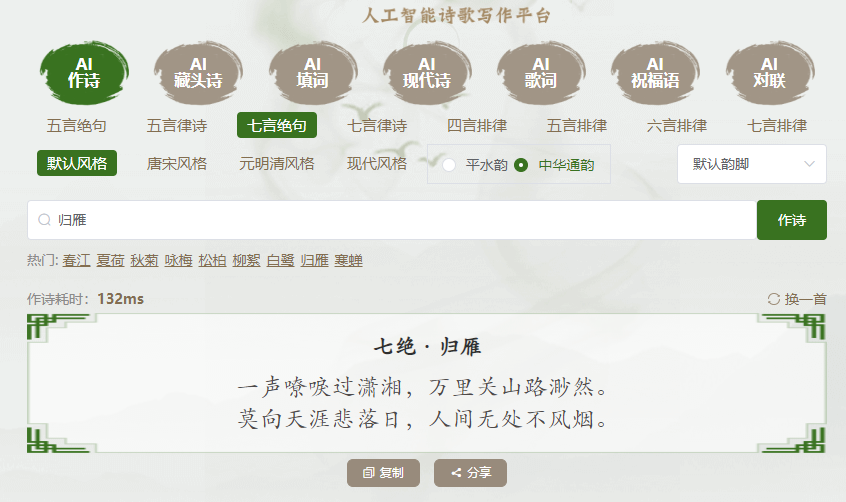 人工智能诗歌写作平台
AI 作诗
AI 藏头诗
AI 填词
AI 现代诗
AI 歌词
AI 祝福语
AI 对联
五言绝句 五言律诗 七言绝句 七言律诗 四言排律 五言排律 六言排律 七言排律
默认风格 唐宋风格 元明清风格 现代风格 平水韵 中华通韵 默认韵脚
归雁 作诗
热门: 春江 夏荷 秋菊 咏梅 松柏 柳絮 白鹭 归雁 寒蝉
作诗耗时：132ms 换一首
七绝·归雁
一声嘹唳过潇湘，万里关山路渺然。
莫向天涯悲落日，人间无处不风烟。
复制 分享